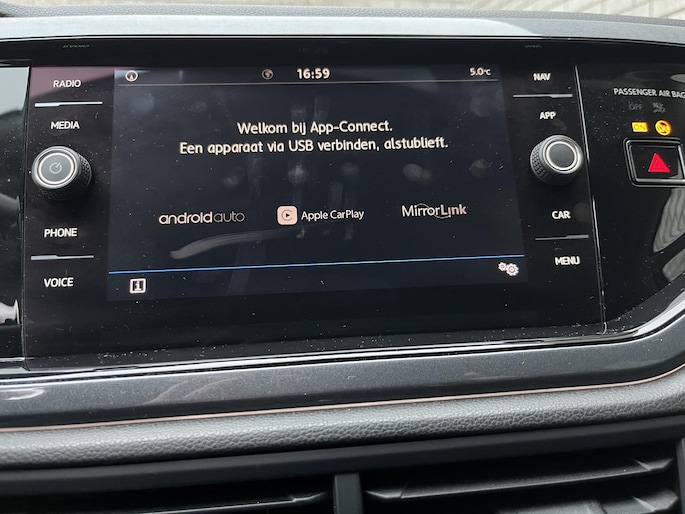 RADIO
MEDIA
PHONE
VOICE
16:59
5.0°C
Welkom bij App-Connect.
Een apparaat via USB verbinden, alstublieft.
androidauto
Apple CarPlay
MirrorLink
i
NAV
APP
CAR
MENU
PASSENGER AIR BAG
OFF
ON